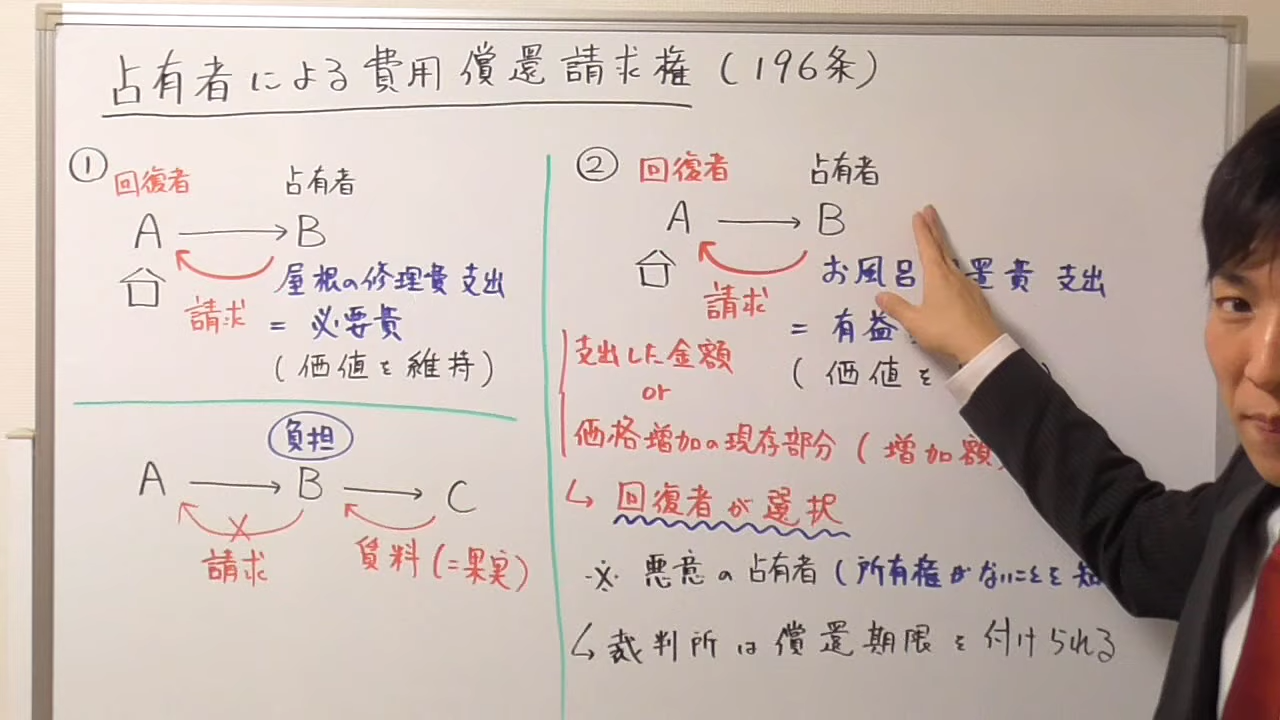 占有者による費用償還請求権(196条)
①
回復者 占有者
A B
屋根の修理費支出
請求 = 必要費
(価値を維持)
負担
A B C
請求 賃料(=果実)
②
回復者 占有者
A B
お風呂 置費 支出
請求 = 有益
(価値を )
支出した金額
or
価格増加の現存部分(増加額)
↳ 回復者が選択
※ 悪意の占有者(所有権がないことを知
↳ 裁判所は償還期限を付けられる